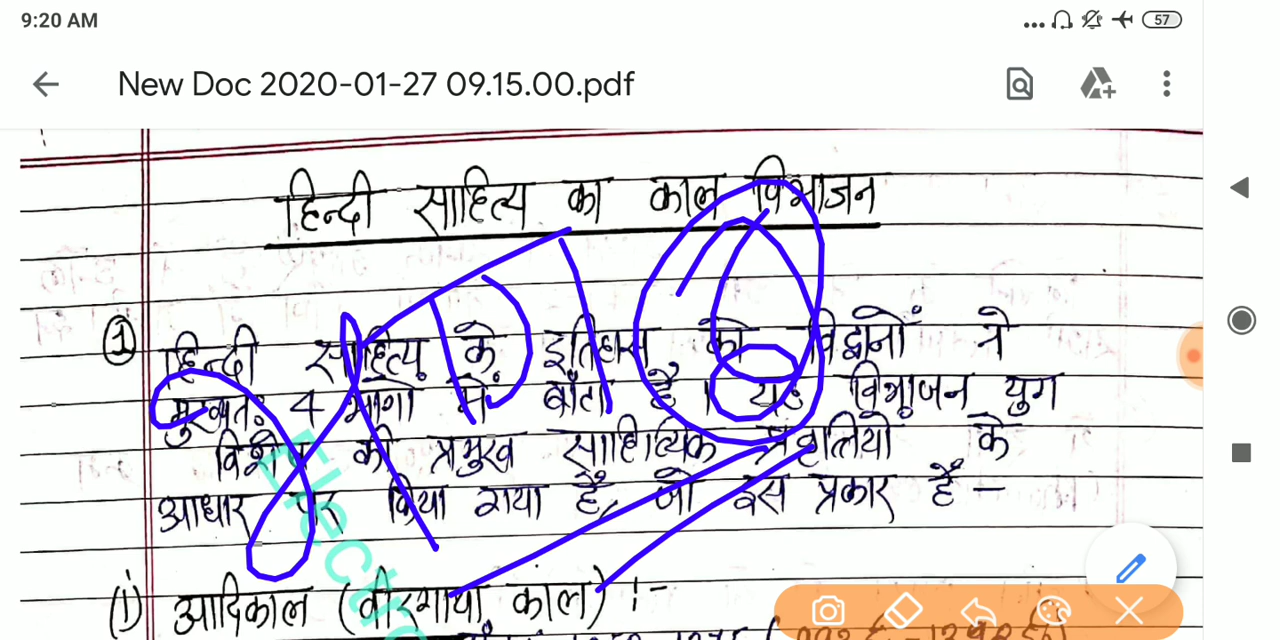 9:20 AM
57
New Doc 2020-01-27 09.15.00.pdf
हिन्दी साहित्य का काल विभाजन
① हिन्दी साहित्य के इतिहास को विद्वानों ने
मुख्यतः 4 भागों में बाँटा है । यह विभाजन युग
विशेष की प्रमुख साहित्यिक प्रवृत्तियों के
आधार पर किया गया है, जो इस प्रकार है -
(i) आदिकाल (वीरगाथा काल) :-